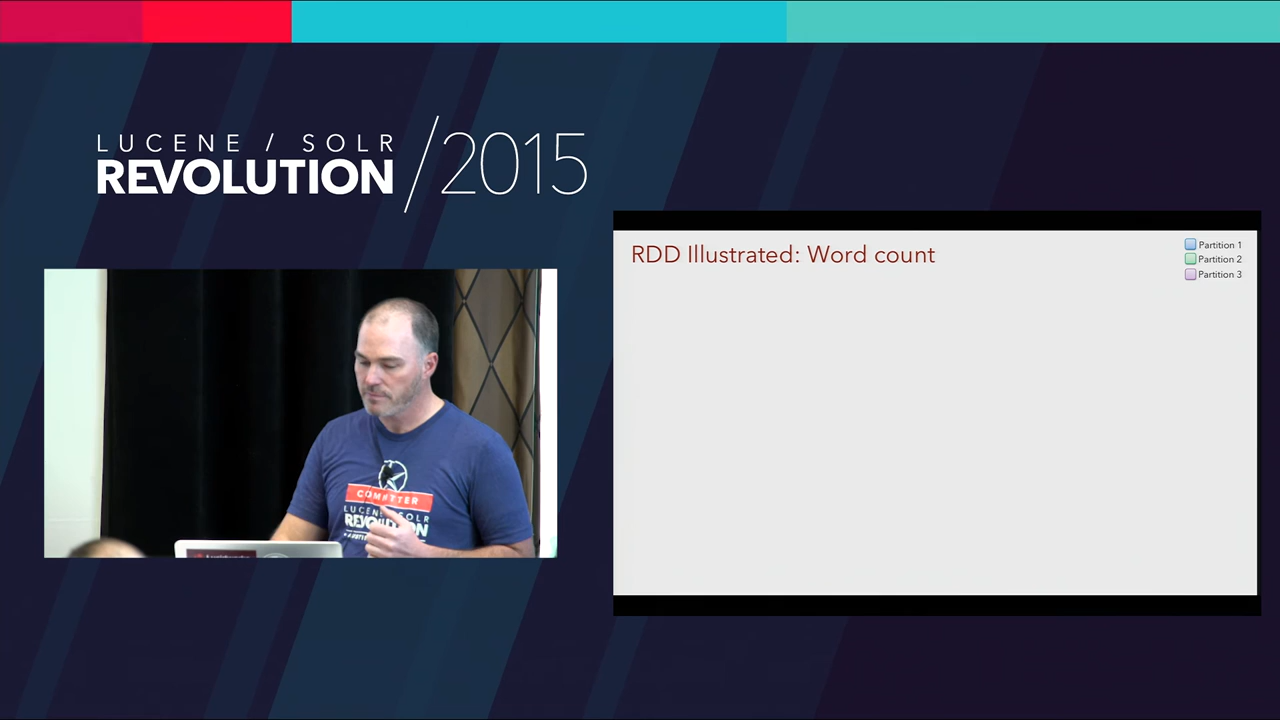 LUCENE / SOLR
REVOLUTION
/2015
RDD Illustrated: Word count
Partition 1
Partition 2
Partition 3
COMMITTER
LUCENE / SOLR
REVOLUTION